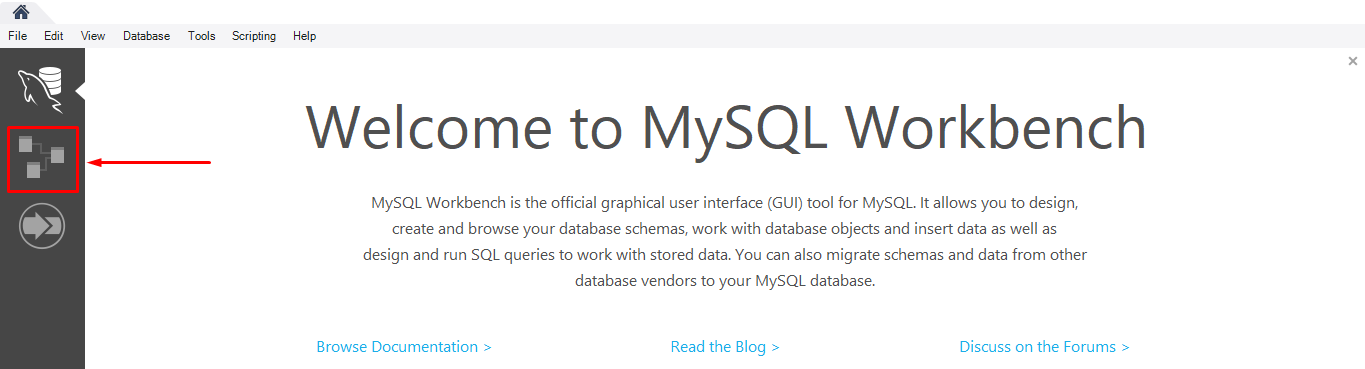 File Edit View Database Tools Scripting Help
Welcome to MySQL Workbench
MySQL Workbench is the official graphical user interface (GUI) tool for MySQL. It allows you to design,
create and browse your database schemas, work with database objects and insert data as well as
design and run SQL queries to work with stored data. You can also migrate schemas and data from other
database vendors to your MySQL database.
Browse Documentation > Read the Blog > Discuss on the Forums >